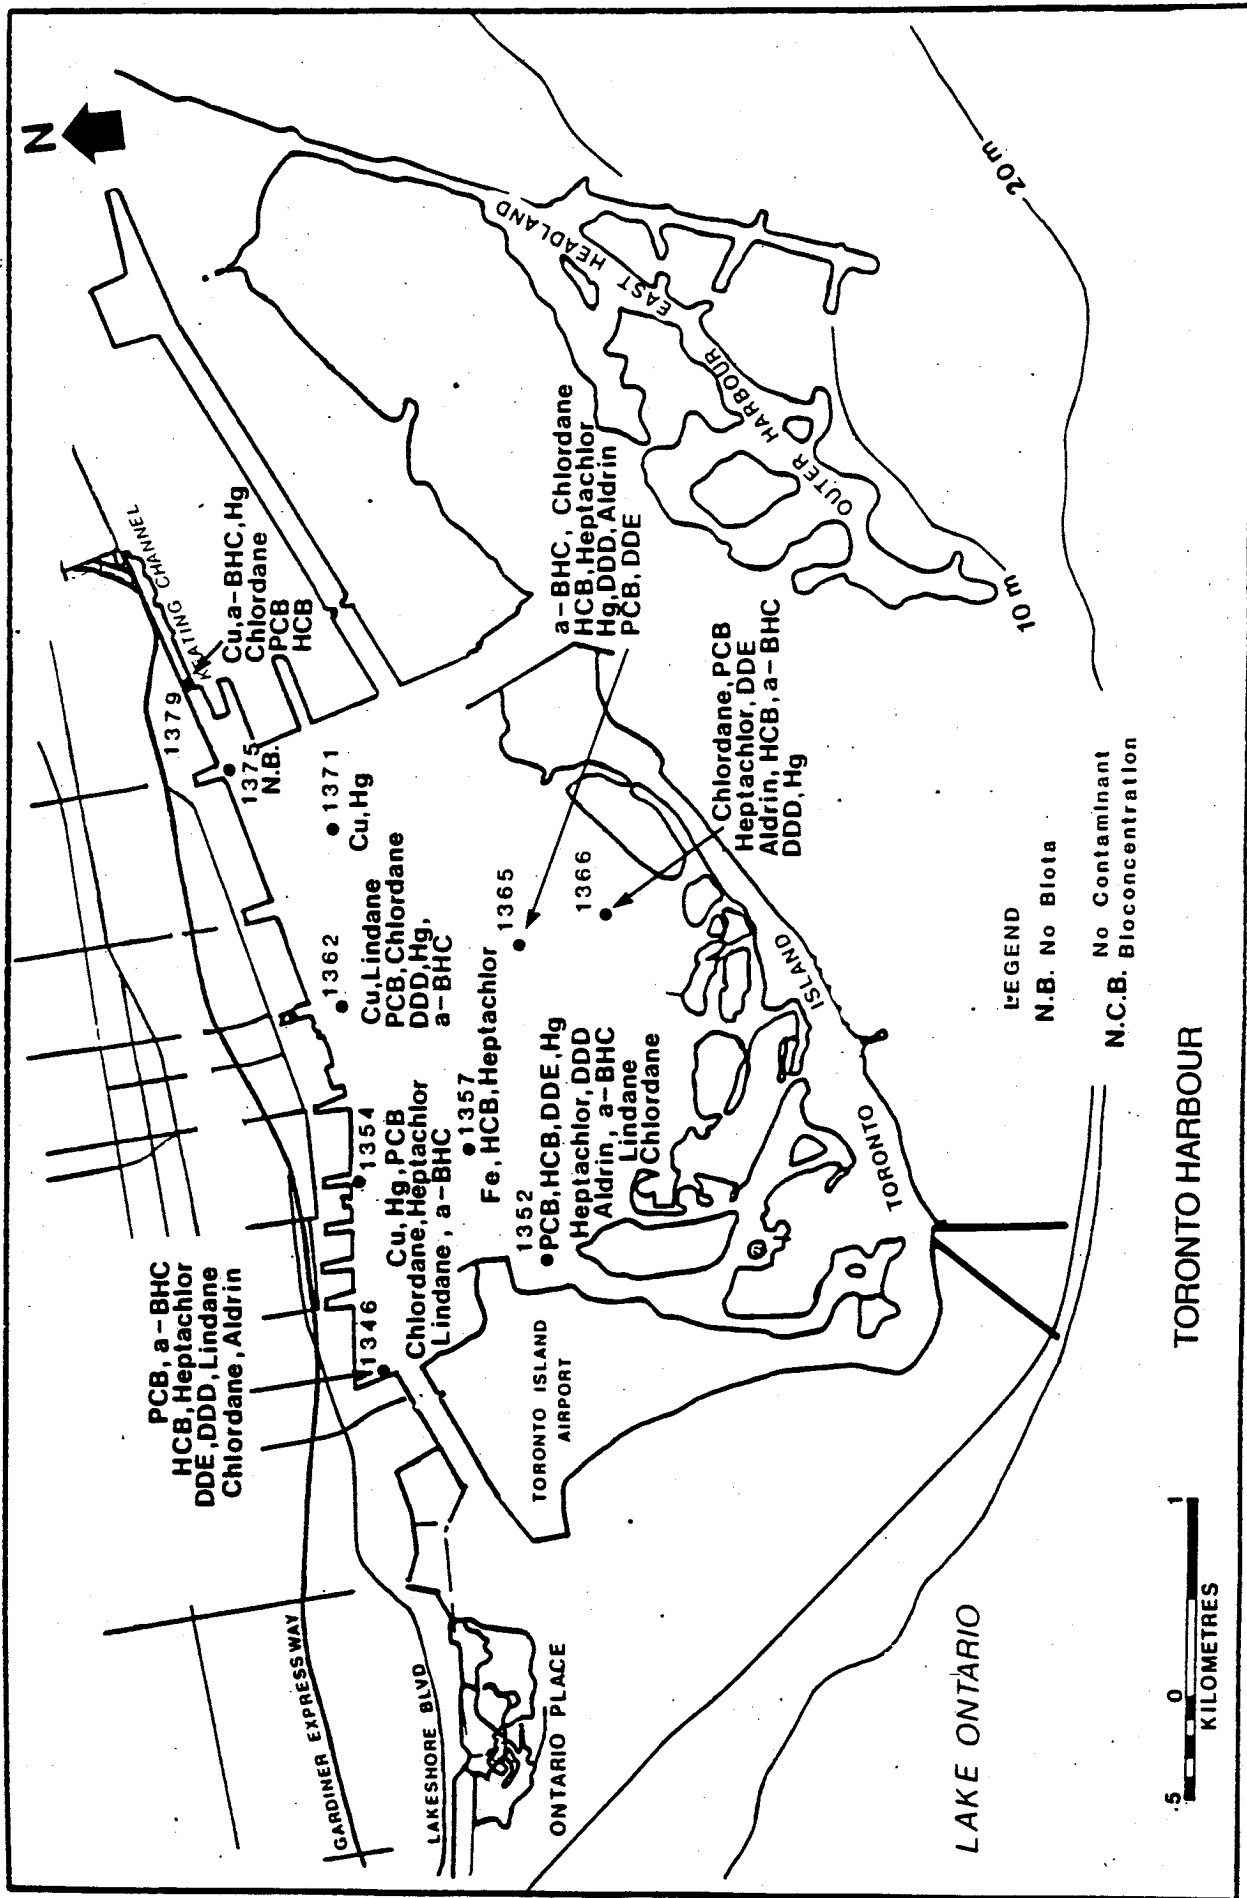 N
PCB, a-BHC
HCB, Heptachlor
DDE, DDD, Lindane
Chlordane, Aldrin
1346
1354
Cu, Hg, PCB
Chlordane, Heptachlor
Lindane, a-BHC
1362
Cu, Lindane
PCB, Chlordane
DDD, Hg,
a-BHC
1371
Cu, Hg
1375
N.B.
1379
KEATING CHANNEL
Cu, a-BHC, Hg
Chlordane
PCB
HCB
1357
Fe, HCB, Heptachlor
1352
PCB, HCB, DDE, Hg
Heptachlor, DDD
Aldrin, a-BHC
Lindane
Chlordane
1365
a-BHC, Chlordane
HCB, Heptachlor
Hg, DDD, Aldrin
PCB, DDE
1366
Chlordane, PCB
Heptachlor, DDE
Aldrin, HCB, a-BHC
DDD, Hg
GARDINER EXPRESSWAY
LAKESHORE BLVD
ONTARIO PLACE
TORONTO ISLAND
AIRPORT
TORONTO ISLAND
OUTER HARBOUR EAST HEADLAND
10 m
20m
LAKE ONTARIO
LEGEND
N.B. No Biota
N.C.B. No Contaminant
Bioconcentration
.5 0 1
KILOMETRES
TORONTO HARBOUR